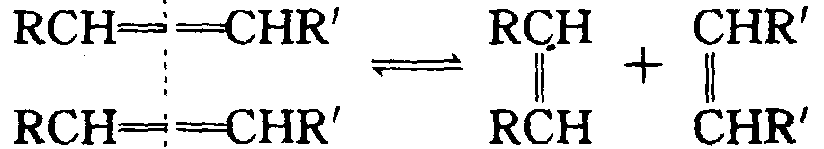 RCH=⸽=CHR′ ⇌ RCH + CHR′
‖ ‖
RCH=⸽=CHR′ RCH CHR′